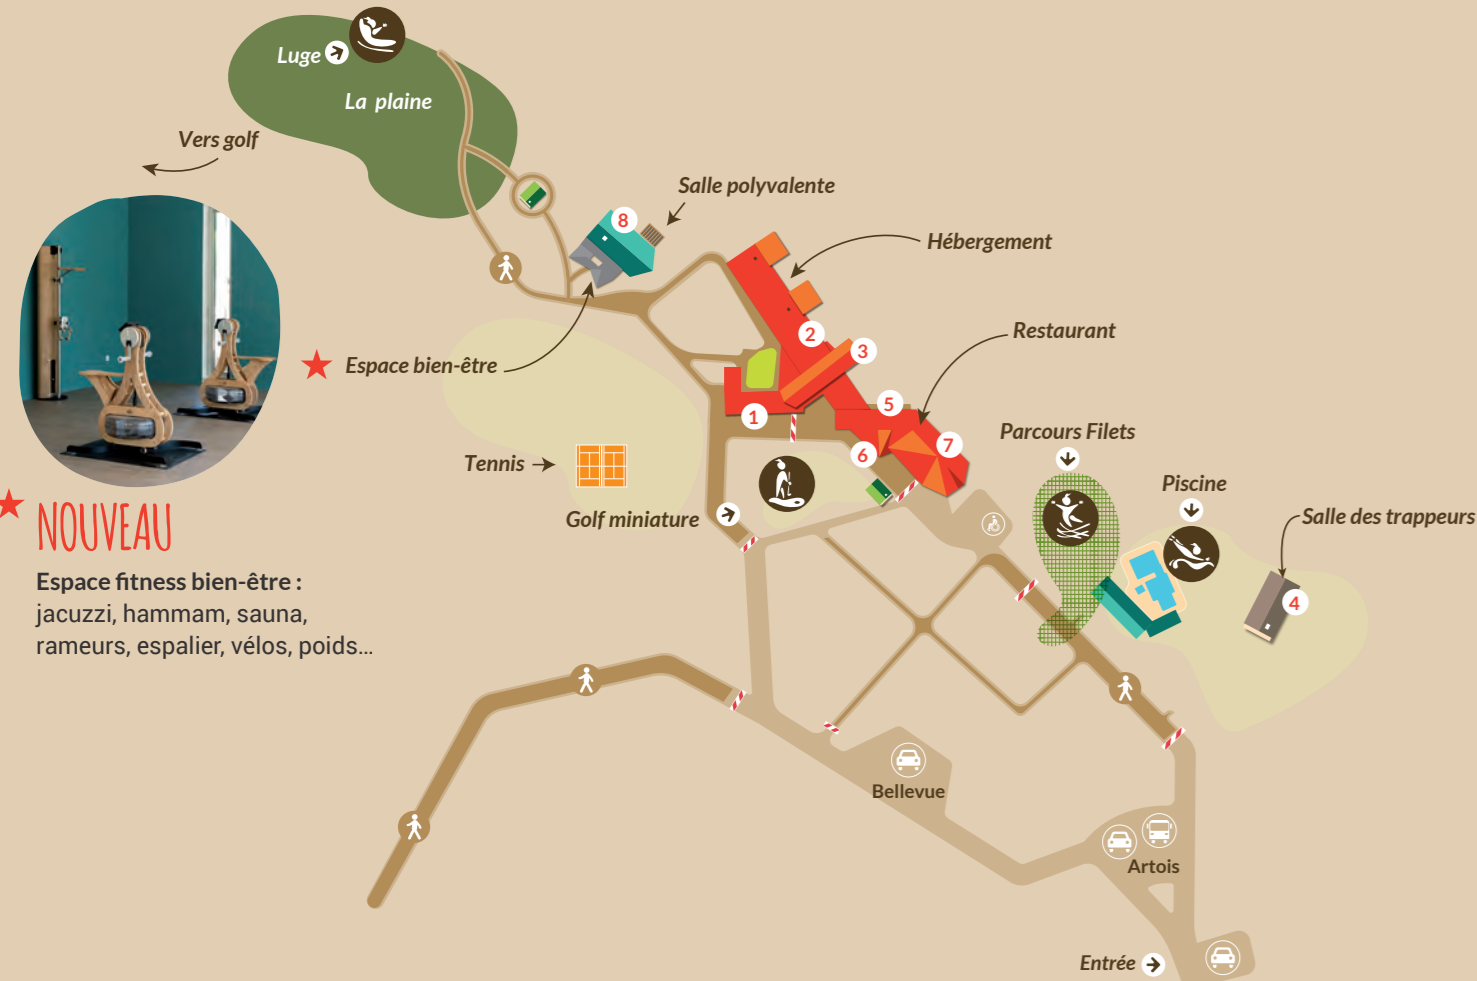 Luge
La plaine
Vers golf
Salle polyvalente
8
Hébergement
2
3
Restaurant
Espace bien-être
1
5
6
7
Parcours Filets
Tennis
Piscine
Golf miniature
Salle des trappeurs
4
NOUVEAU
Espace fitness bien-être :
jacuzzi, hammam, sauna,
rameurs, espalier, vélos, poids...
Bellevue
Artois
Entrée